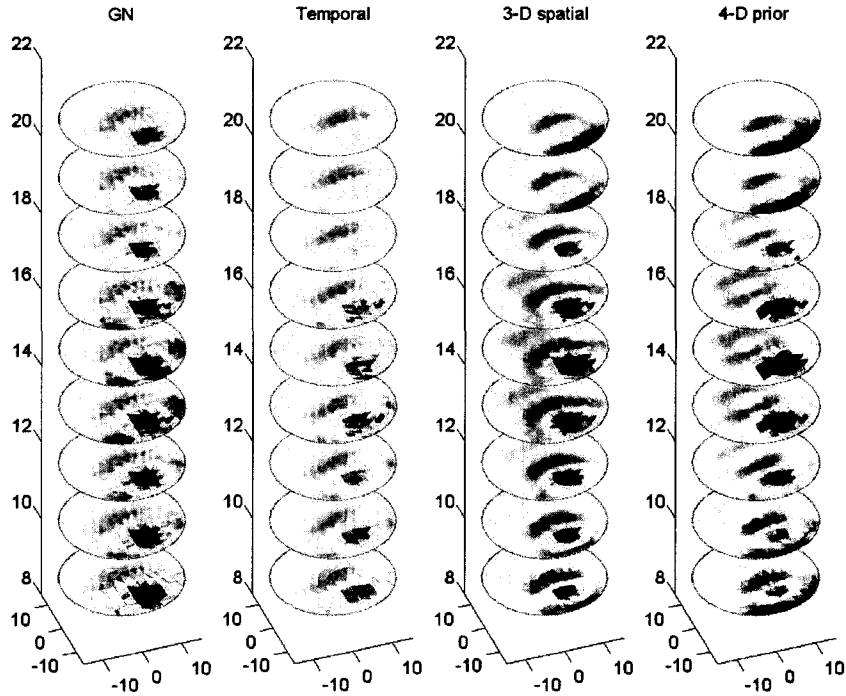 GN Temporal 3-D spatial 4-D prior
22 22 22 22
20 20 20 20
18 18 18 18
16 16 16 16
14 14 14 14
12 12 12 12
10 10 10 10
8 8 8 8
10 10 10 10
0 10 0 10 0 10 0 10
-10 0 -10 0 -10 0 -10 0
-10 -10 -10 -10